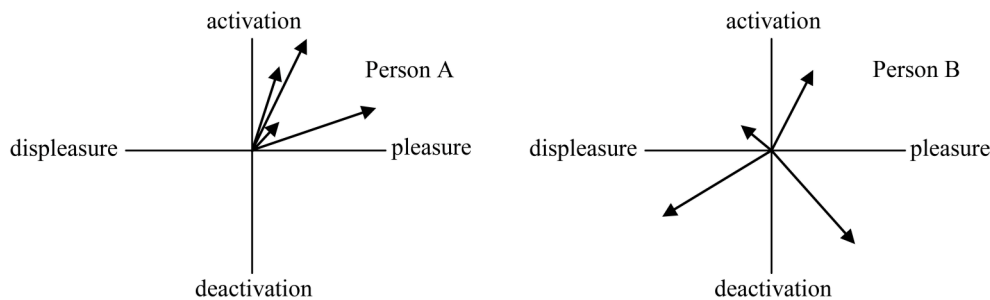 activation
Person A
displeasure
pleasure
deactivation
activation
Person B
displeasure
pleasure
deactivation